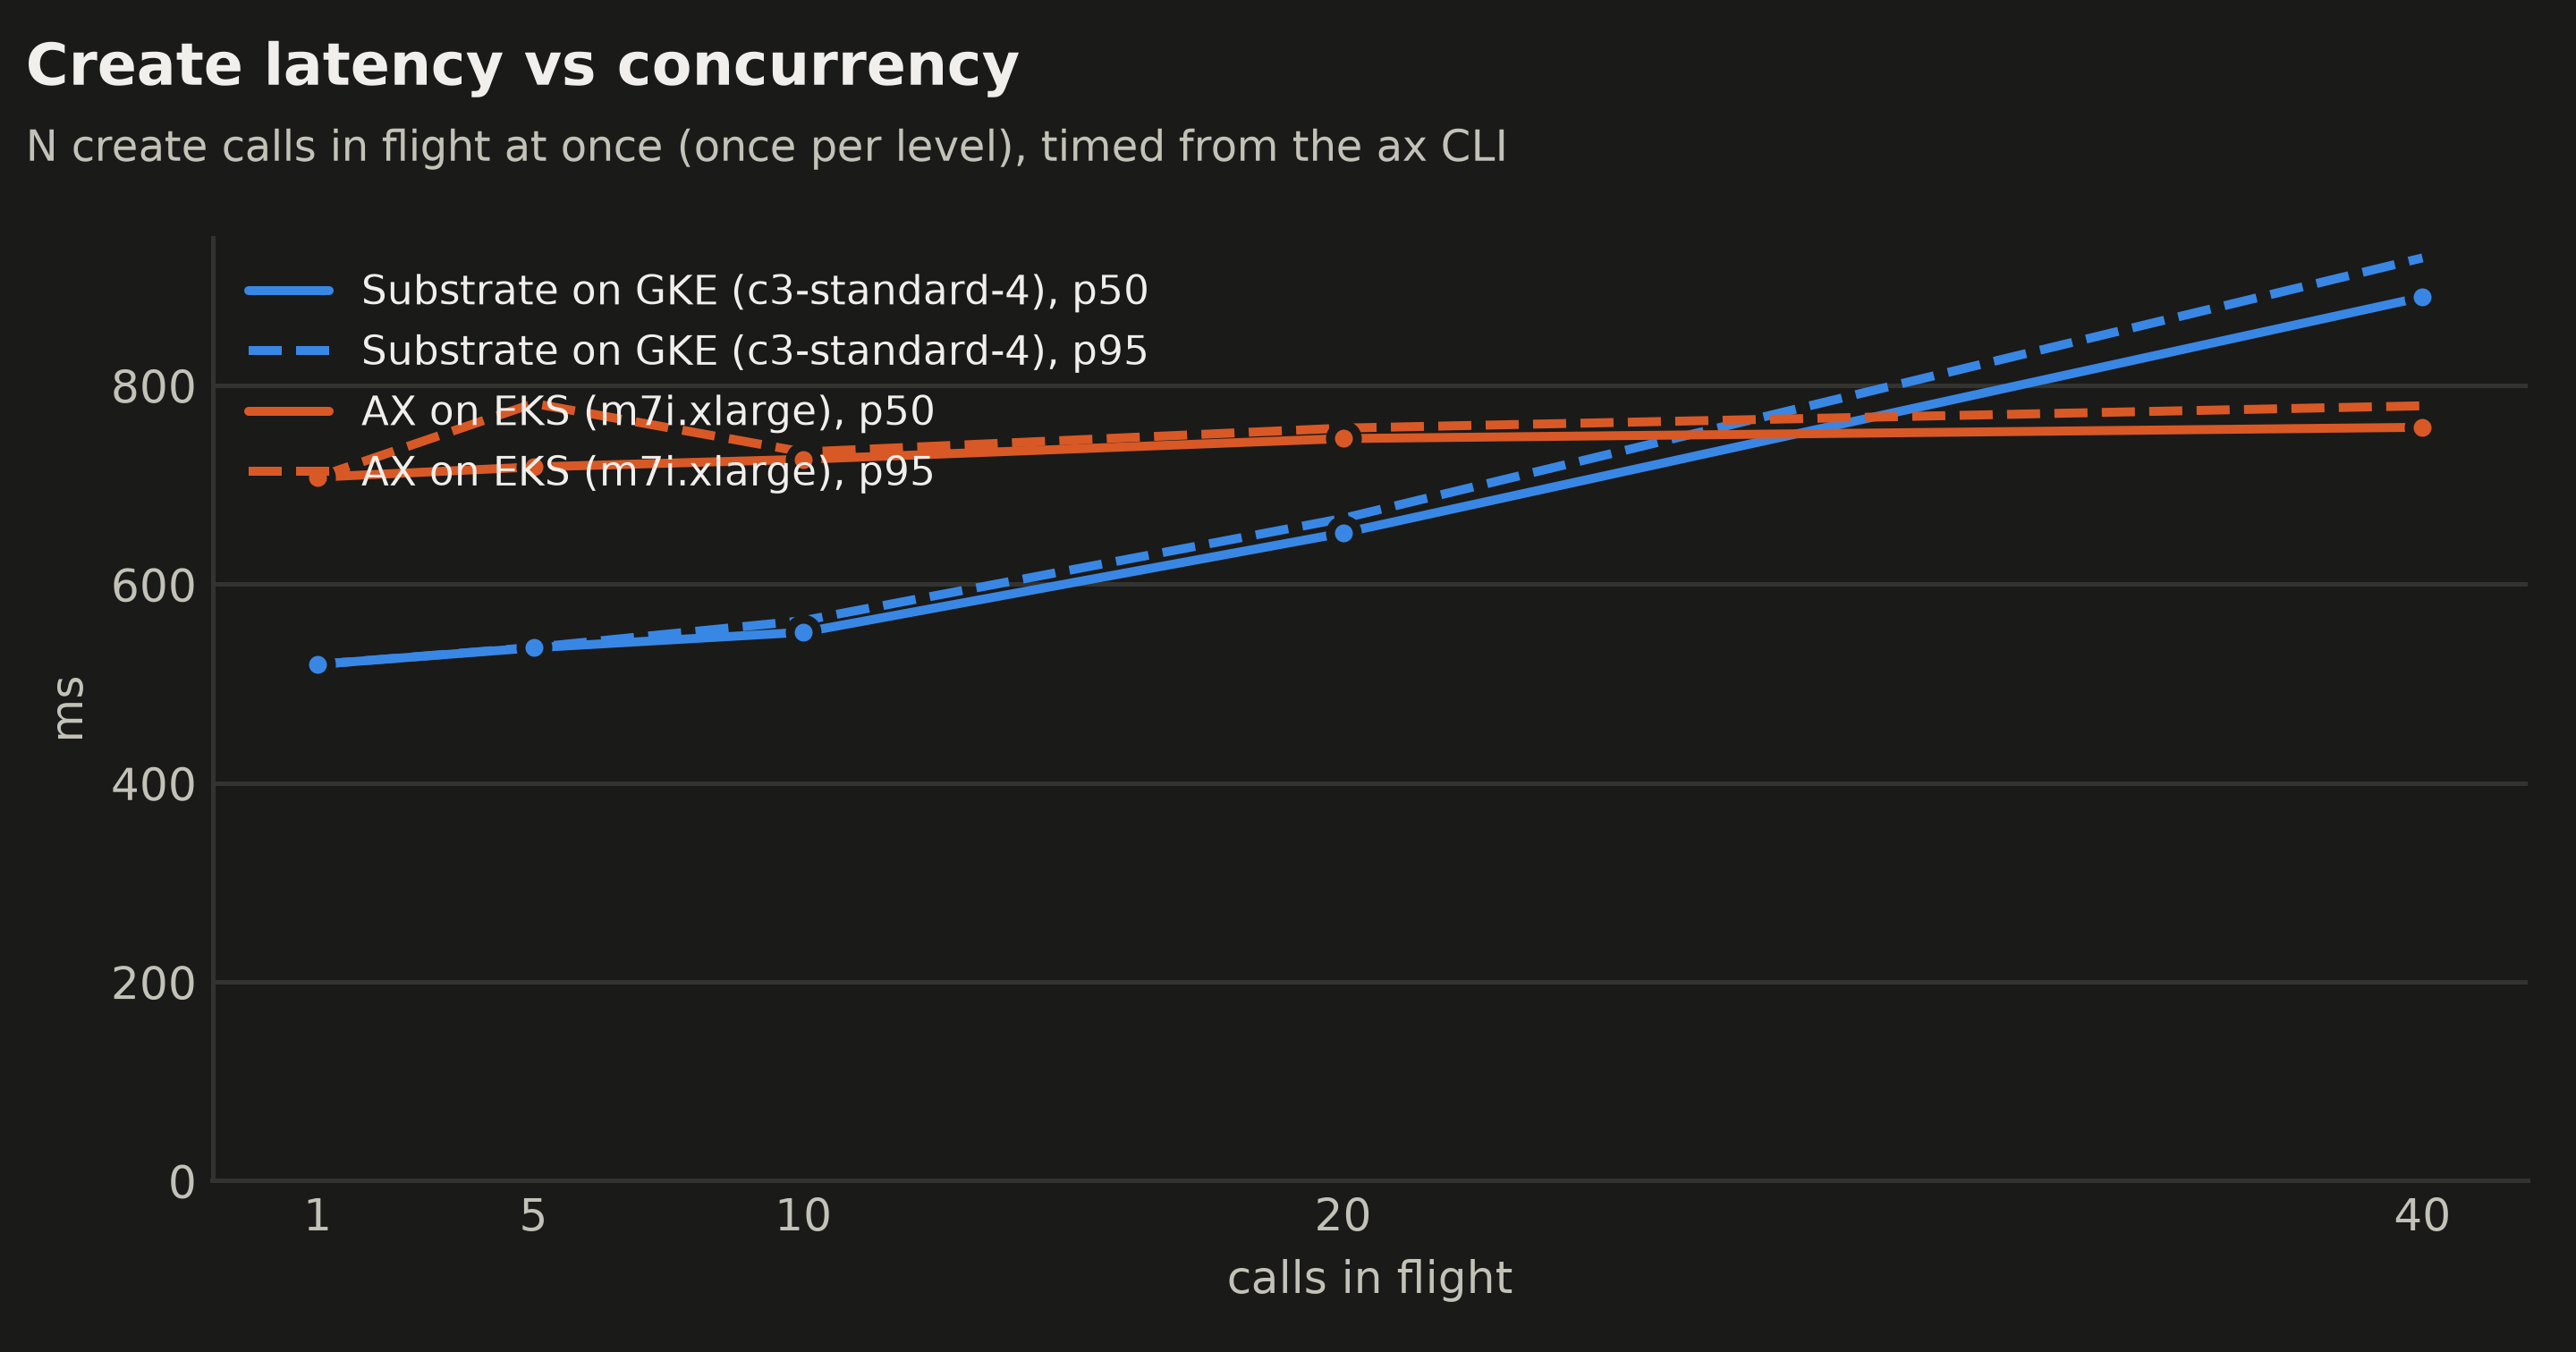 Create latency vs concurrency
N create calls in flight at once (once per level), timed from the ax CLI
Substrate on GKE (c3-standard-4), p50
Substrate on GKE (c3-standard-4), p95
AX on EKS (m7i.xlarge), p50
AX on EKS (m7i.xlarge), p95
800
600
400
200
0
ms
1 5 10 20 40
calls in flight